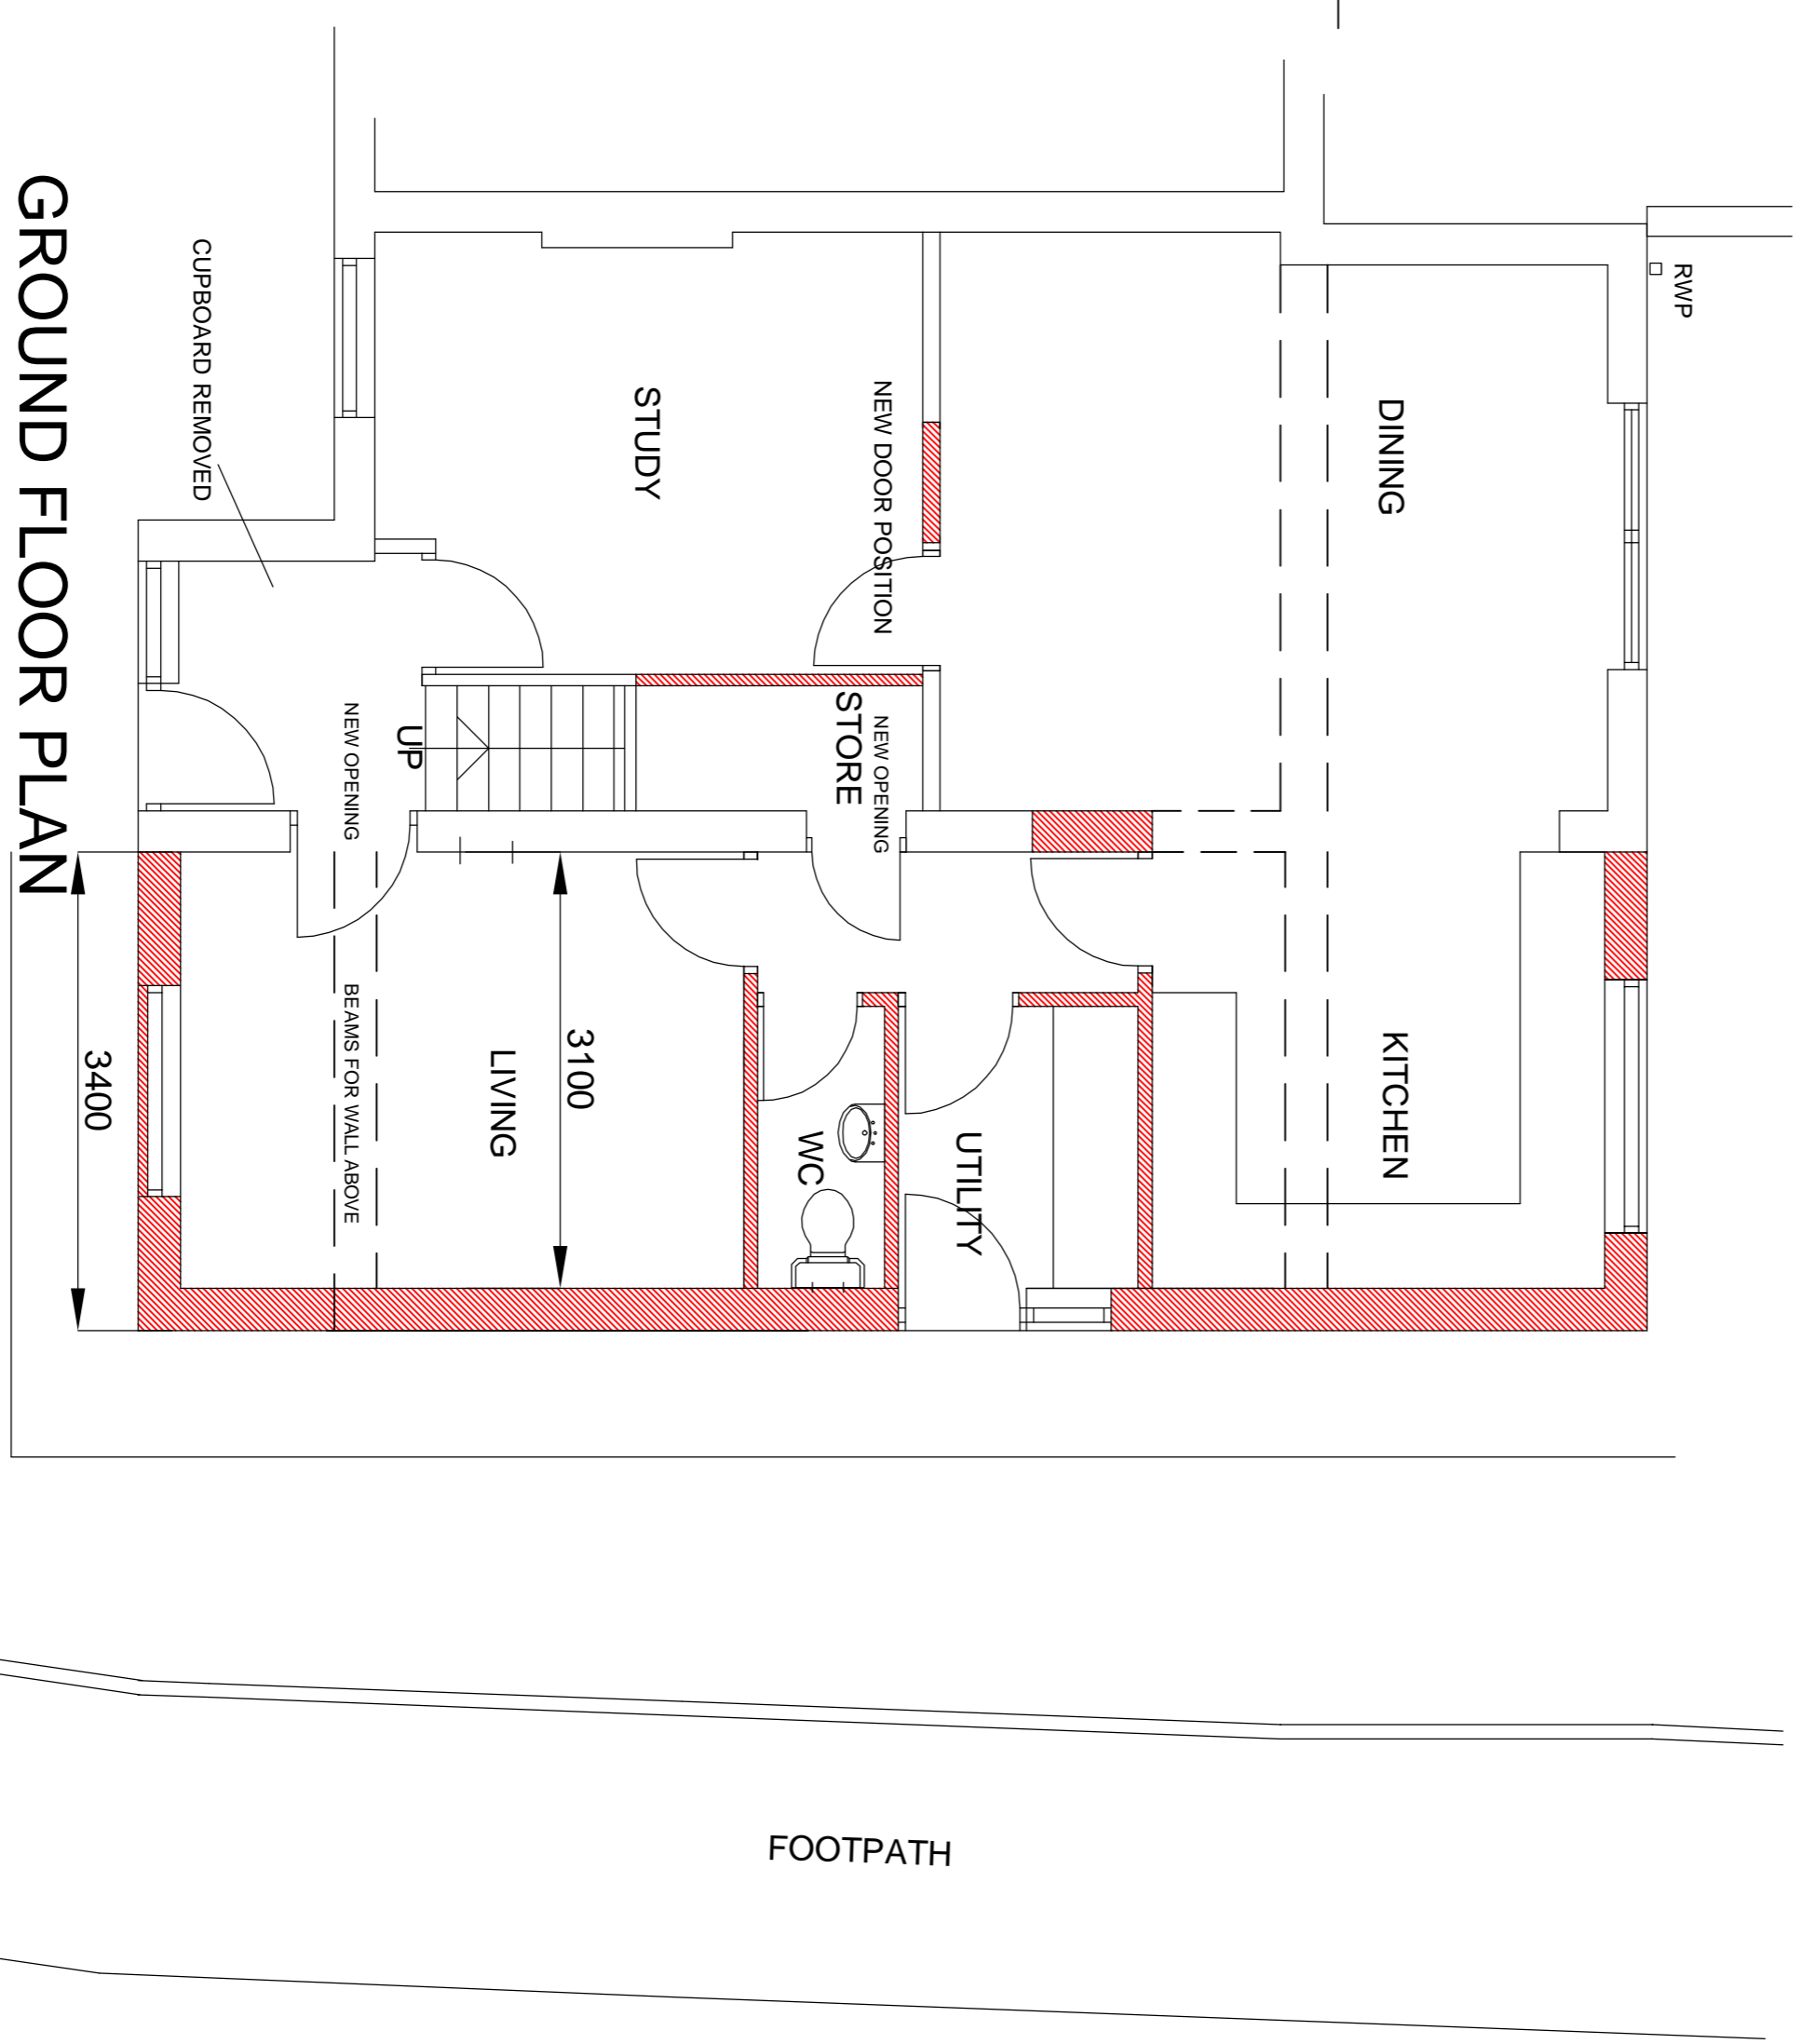 RWP
DINING
KITCHEN
NEW DOOR POSITION
NEW OPENING
STORE
UTILITY
WC
STUDY
3100
LIVING
UP
NEW OPENING
BEAMS FOR WALL ABOVE
CUPBOARD REMOVED
3400
GROUND FLOOR PLAN
FOOTPATH